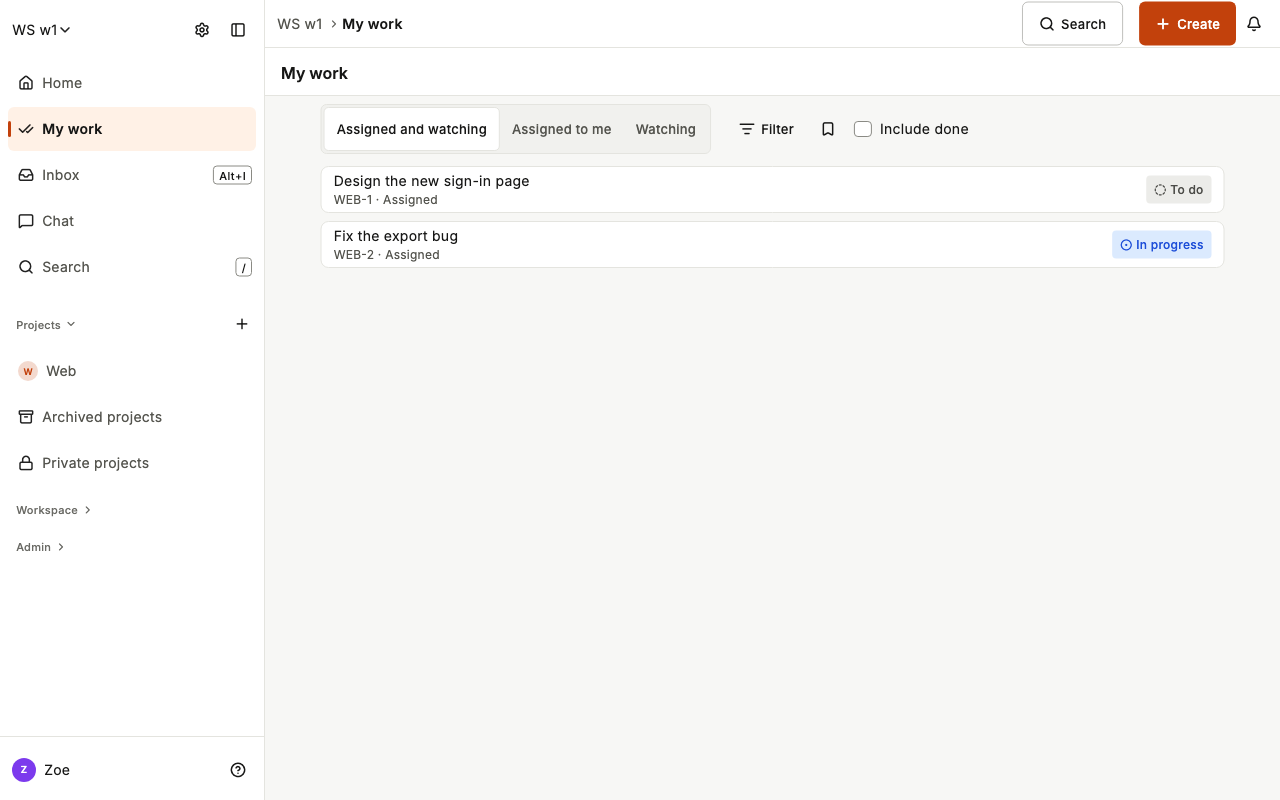 WS w1
Home
My work
Inbox
Alt+I
Chat
Search
/
Projects
W
Web
Archived projects
Private projects
Workspace
Admin
Z
Zoe
WS w1
My work
Search
Create
My work
Assigned and watching
Assigned to me
Watching
Filter
Include done
Design the new sign-in page
WEB-1 · Assigned
To do
Fix the export bug
WEB-2 · Assigned
In progress